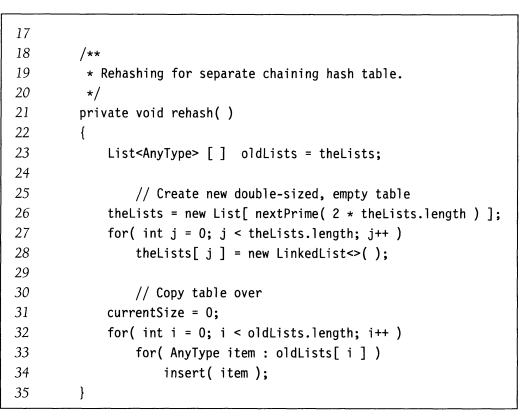 17
18 /**
19 * Rehashing for separate chaining hash table.
20 */
21 private void rehash( )
22 {
23 List<AnyType> [ ] oldLists = theLists;
24
25 // Create new double-sized, empty table
26 theLists = new List[ nextPrime( 2 * theLists.length ) ];
27 for( int j = 0; j < theLists.length; j++ )
28 theLists[ j ] = new LinkedList<>( );
29
30 // Copy table over
31 currentSize = 0;
32 for( int i = 0; i < oldLists.length; i++ )
33 for( AnyType item : oldLists[ i ] )
34 insert( item );
35 }